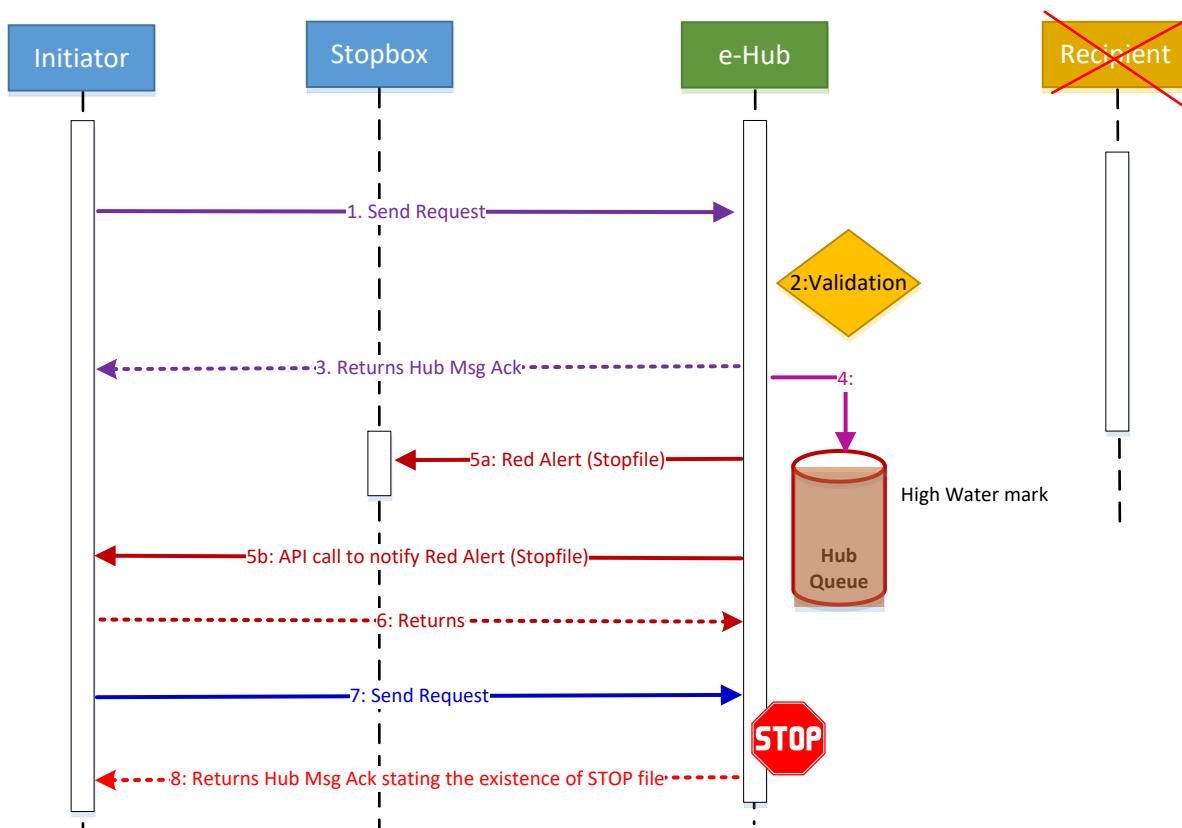 Initiator
Stopbox
e-Hub
Recipient
1. Send Request
2:Validation
3. Returns Hub Msg Ack
4:
5a: Red Alert (Stopfile)
High Water mark
5b: API call to notify Red Alert (Stopfile)
Hub
Queue
6: Returns
7: Send Request
STOP
8: Returns Hub Msg Ack stating the existence of STOP file